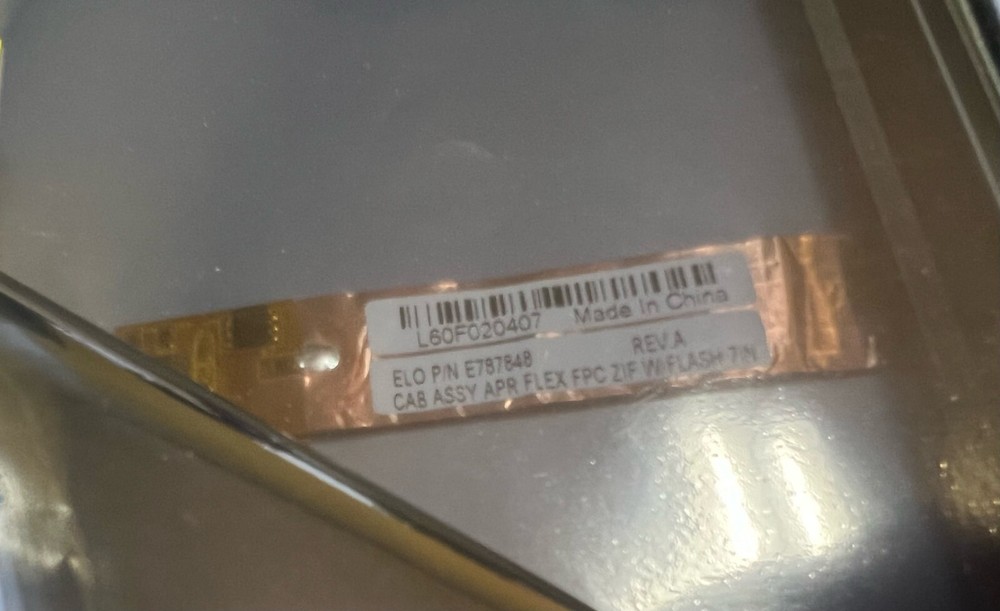 L60F020407 Made In China
ELO P/N E787848 REV.A
CAB ASSY APR FLEX FPC ZIF W/ FLASH 7IN